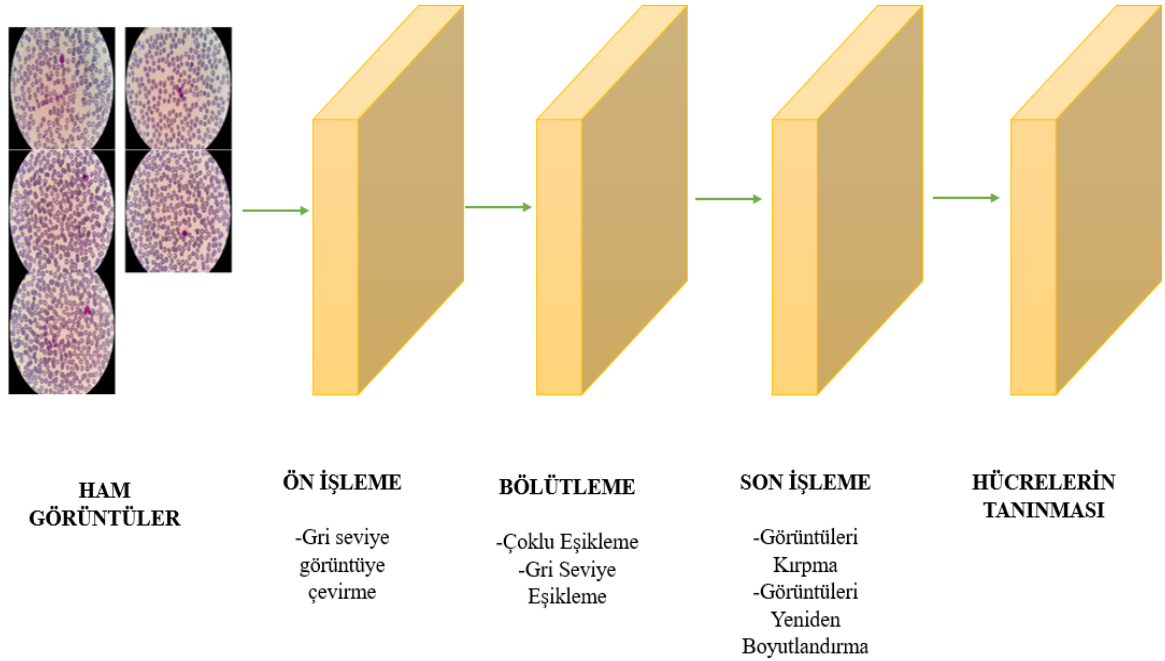 HAM
GÖRÜNTÜLER
ÖN İŞLEME
-Gri seviye
görüntüye
çevirme
BÖLÜTLEME
-Çoklu Eşikleme
-Gri Seviye
Eşikleme
SON İŞLEME
-Görüntüleri
Kırpma
-Görüntüleri
Yeniden
Boyutlandırma
HÜCRELERİN
TANINMASI